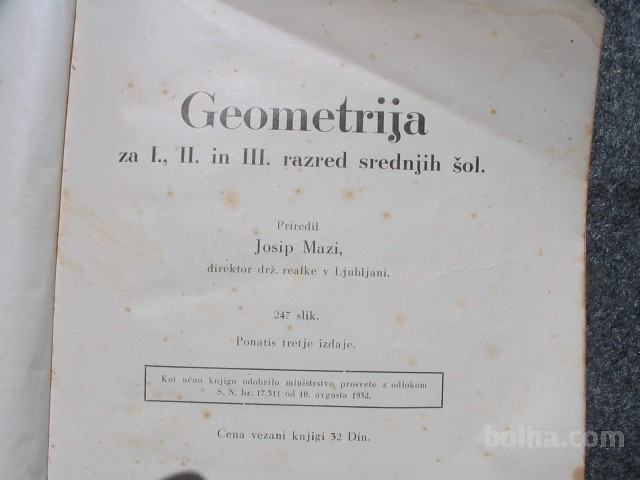 Geometrija
za I., II. in III. razred srednjih šol.
Priredil
Josip Mazi,
direktor drž. realke v Ljubljani.
247 slik.
Ponatis tretje izdaje.
Kot učno knjigo odobrilo ministrstvo prosvete z odlokom
S. N. br. 17.511 od 10. avgusta 1932.
Cena vezani knjigi 32 Din.
bolha.com